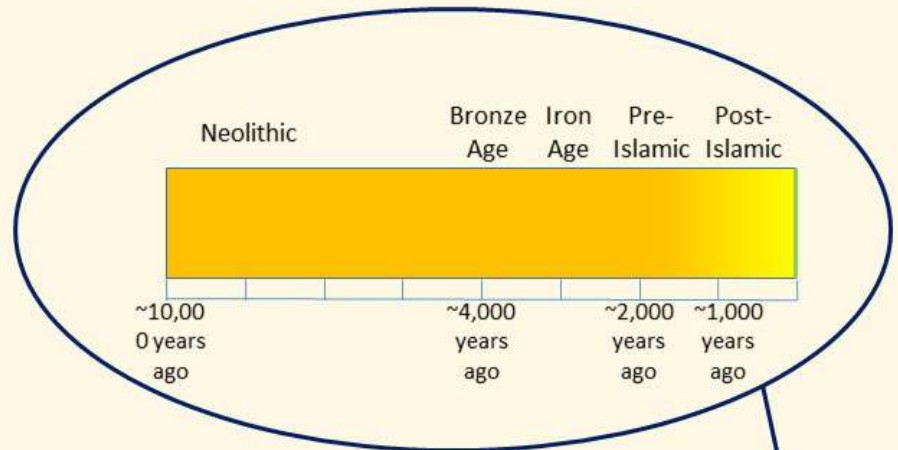 Neolithic
Bronze
Age
Iron
Age
Pre-
Islamic
Post-
Islamic
~10,00
0 years
ago
~4,000
years
ago
~2,000
years
ago
~1,000
years
ago